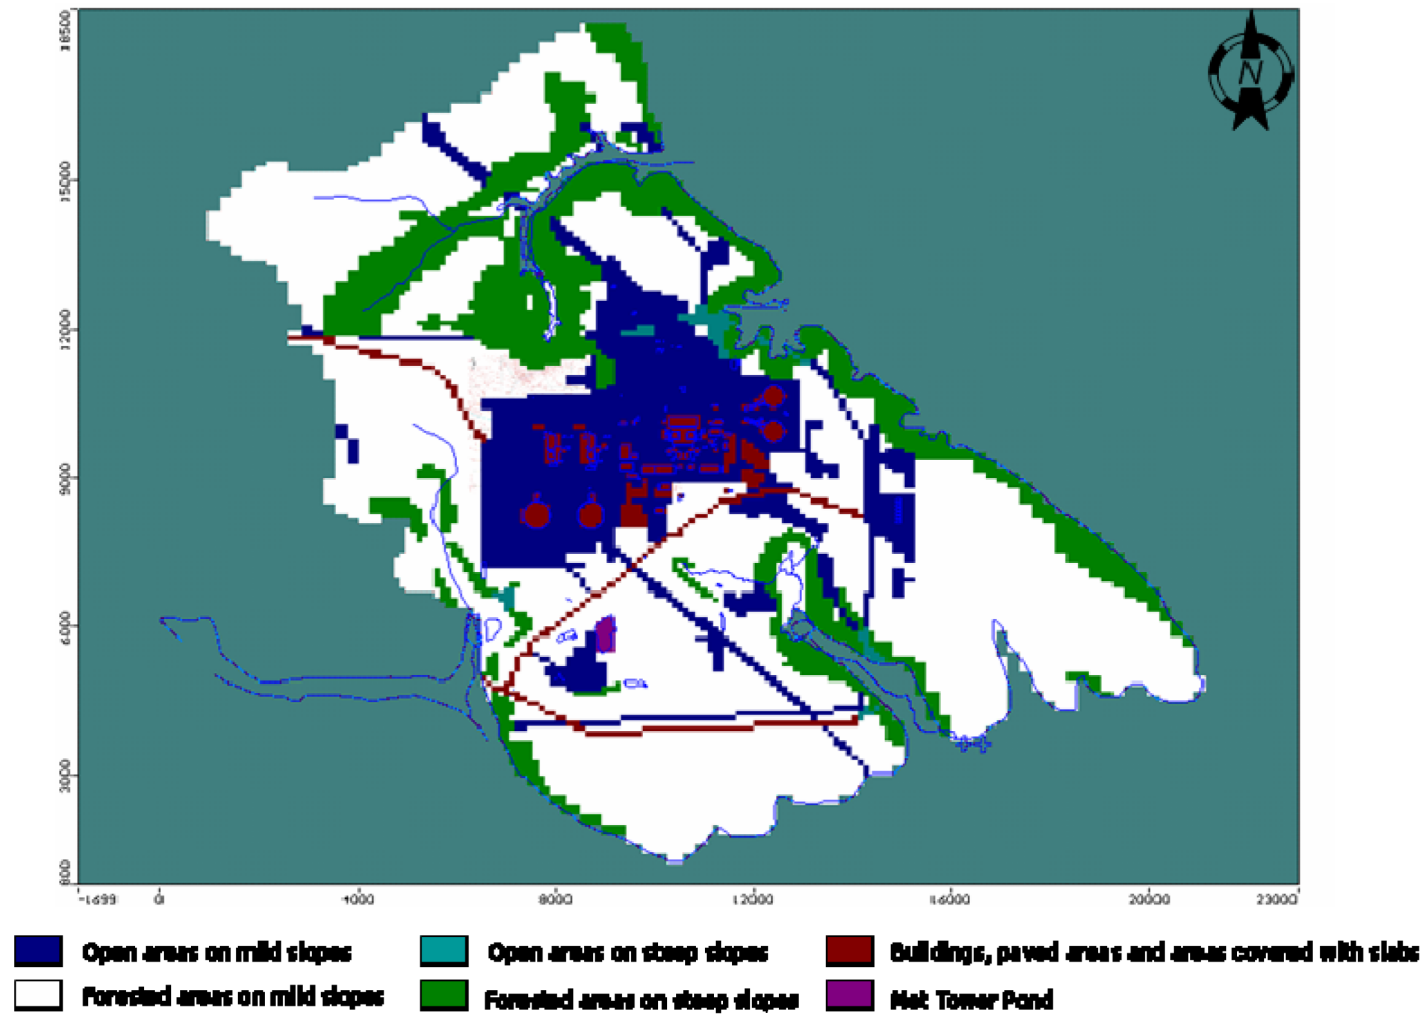 N
18500
15000
12000
9000
6000
3000
800
-1699 0 4000 8000 12000 16000 20000 23000
Open areas on mild slopes
Open areas on steep slopes
Buildings, paved areas and areas covered with slabs
Forested areas on mild slopes
Forested areas on steep slopes
Met Tower Pond